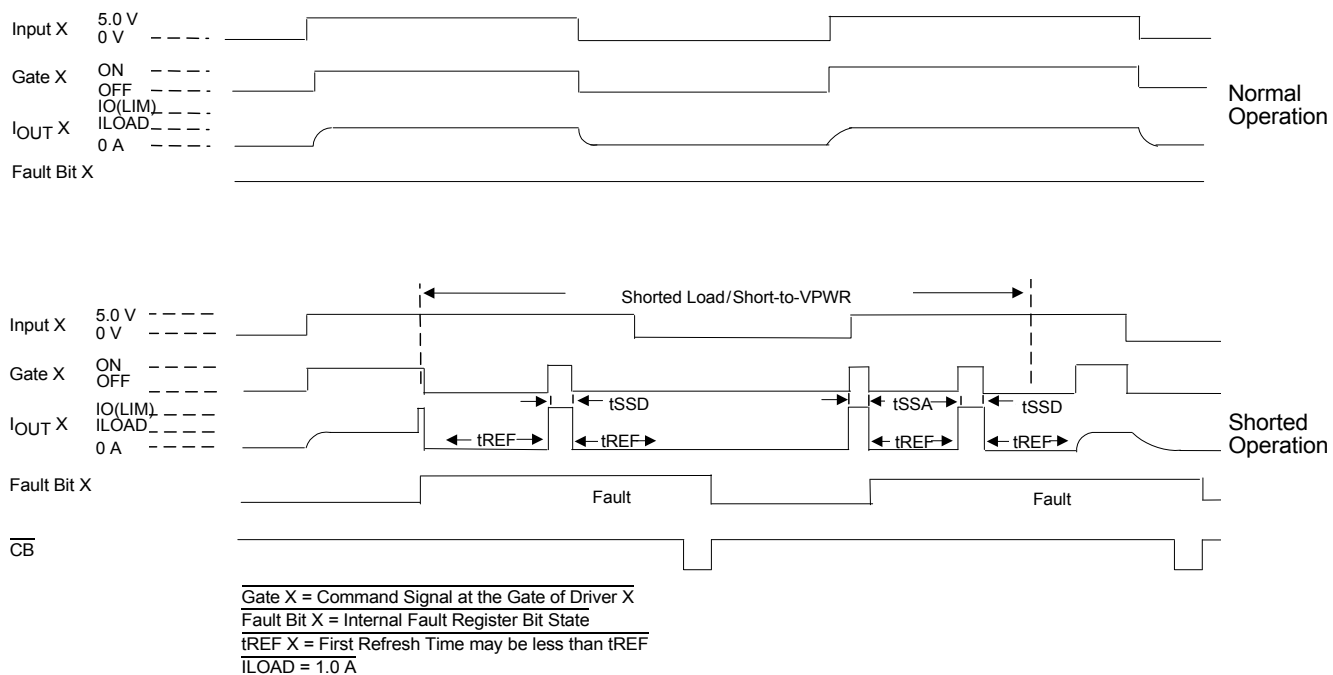 Input X 5.0 V
0 V
Gate X ON
OFF
IOUT X IO(LIM)
ILOAD
0 A
Fault Bit X
Normal
Operation
Shorted Load/Short-to-VPWR
Input X 5.0 V
0 V
Gate X ON
OFF
tSSD tSSA tSSD
IOUT X IO(LIM)
ILOAD
0 A
tREF tREF tREF tREF
Shorted
Operation
Fault Bit X
Fault Fault
CB
Gate X = Command Signal at the Gate of Driver X
Fault Bit X = Internal Fault Register Bit State
tREF X = First Refresh Time may be less than tREF
ILOAD = 1.0 A